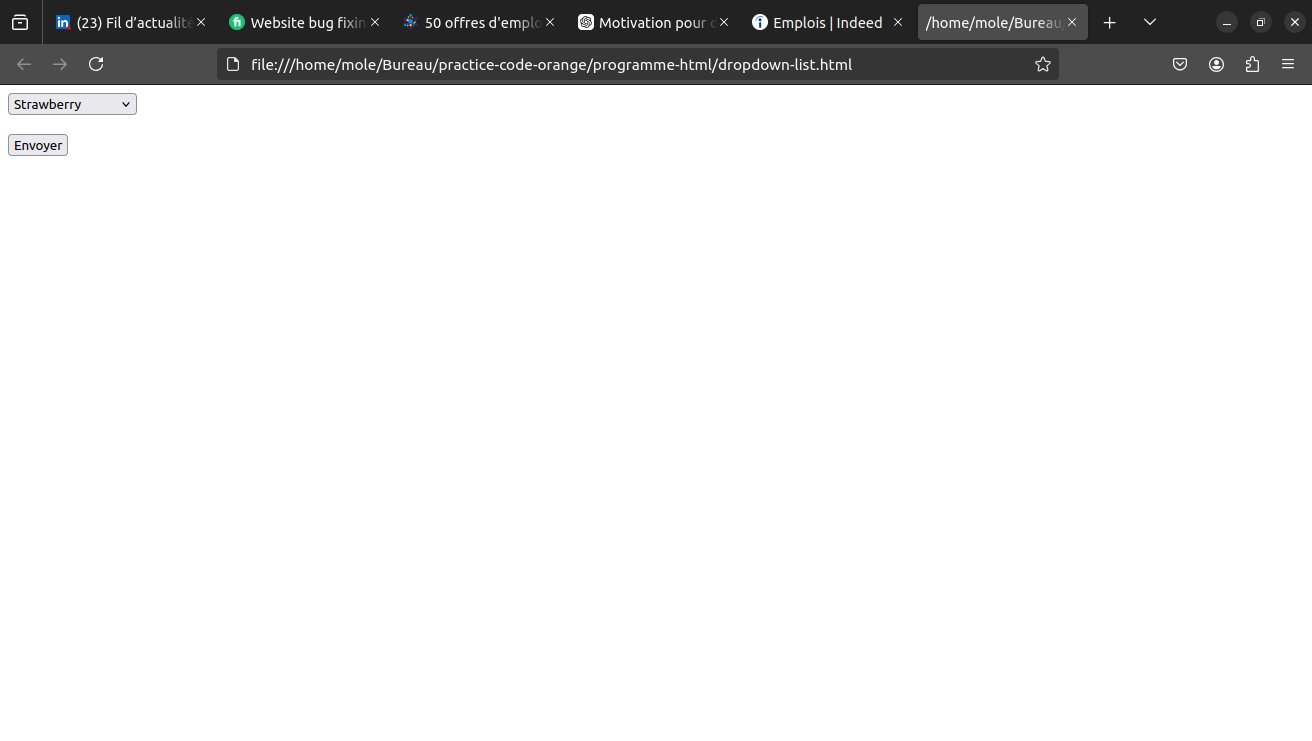 (23) Fil d’actualité
Website bug fixin
50 offres d'emplo
Motivation pour
Emplois | Indeed
/home/mole/Bureau/
file:///home/mole/Bureau/practice-code-orange/programme-html/dropdown-list.html
Strawberry
Envoyer